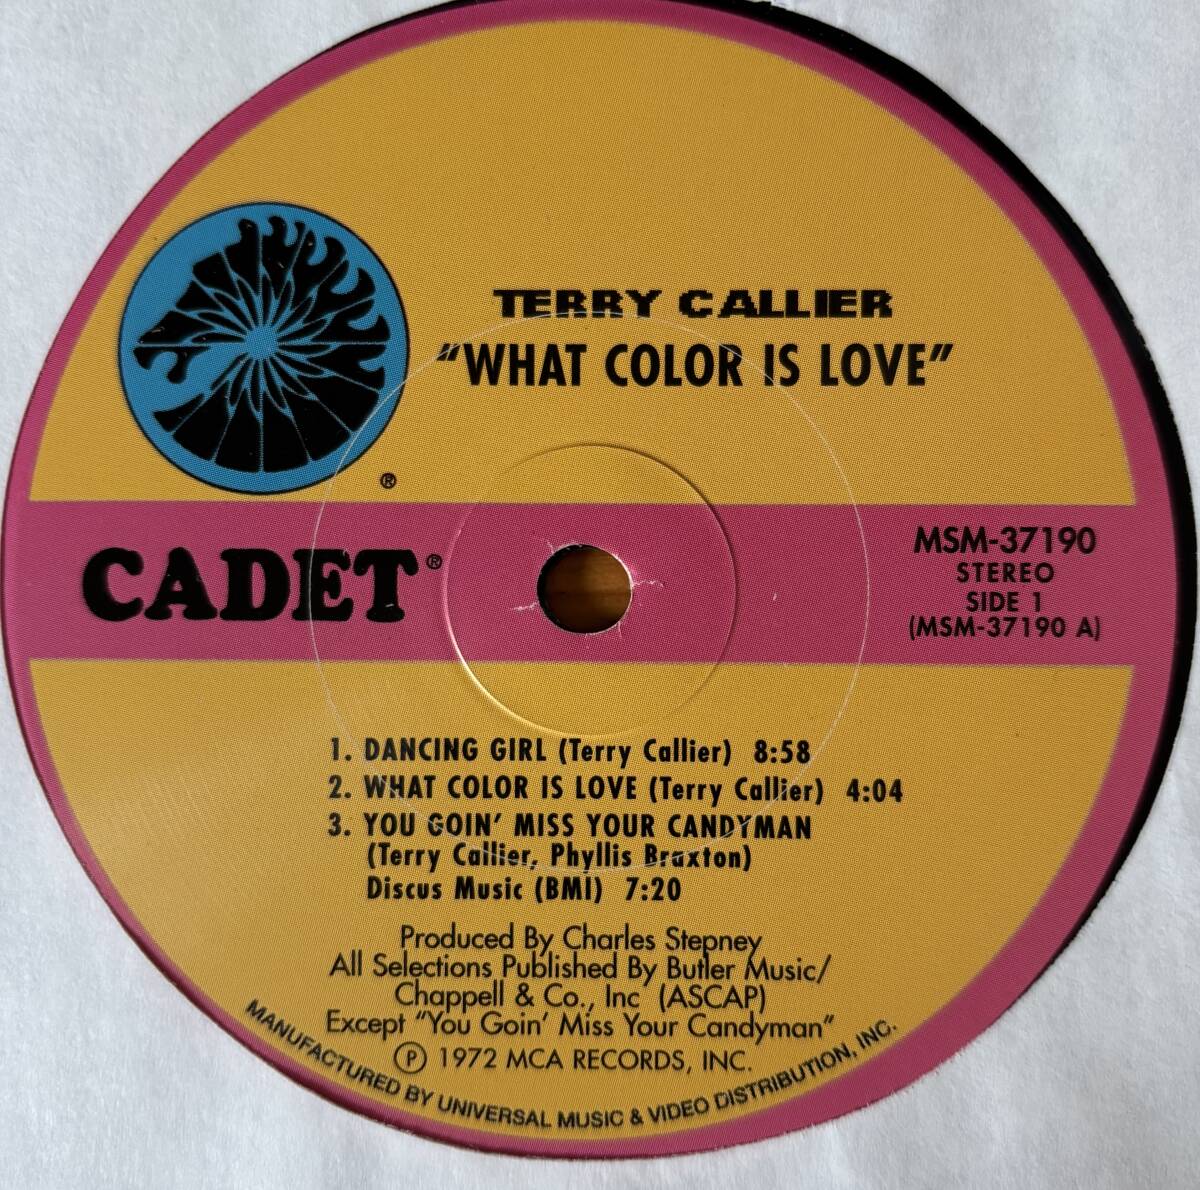 TERRY CALLIER
"WHAT COLOR IS LOVE"
®
CADET®
MSM-37190
STEREO
SIDE 1
(MSM-37190 A)
1. DANCING GIRL (Terry Callier) 8:58
2. WHAT COLOR IS LOVE (Terry Callier) 4:04
3. YOU GOIN' MISS YOUR CANDYMAN
(Terry Callier, Phyllis Braxton)
Discus Music (BMI) 7:20
Produced By Charles Stepney
All Selections Published By Butler Music/
Chappell & Co., Inc (ASCAP)
Except "You Goin' Miss Your Candyman"
Ⓟ 1972 MCA RECORDS, INC.
MANUFACTURED BY UNIVERSAL MUSIC & VIDEO DISTRIBUTION, INC.